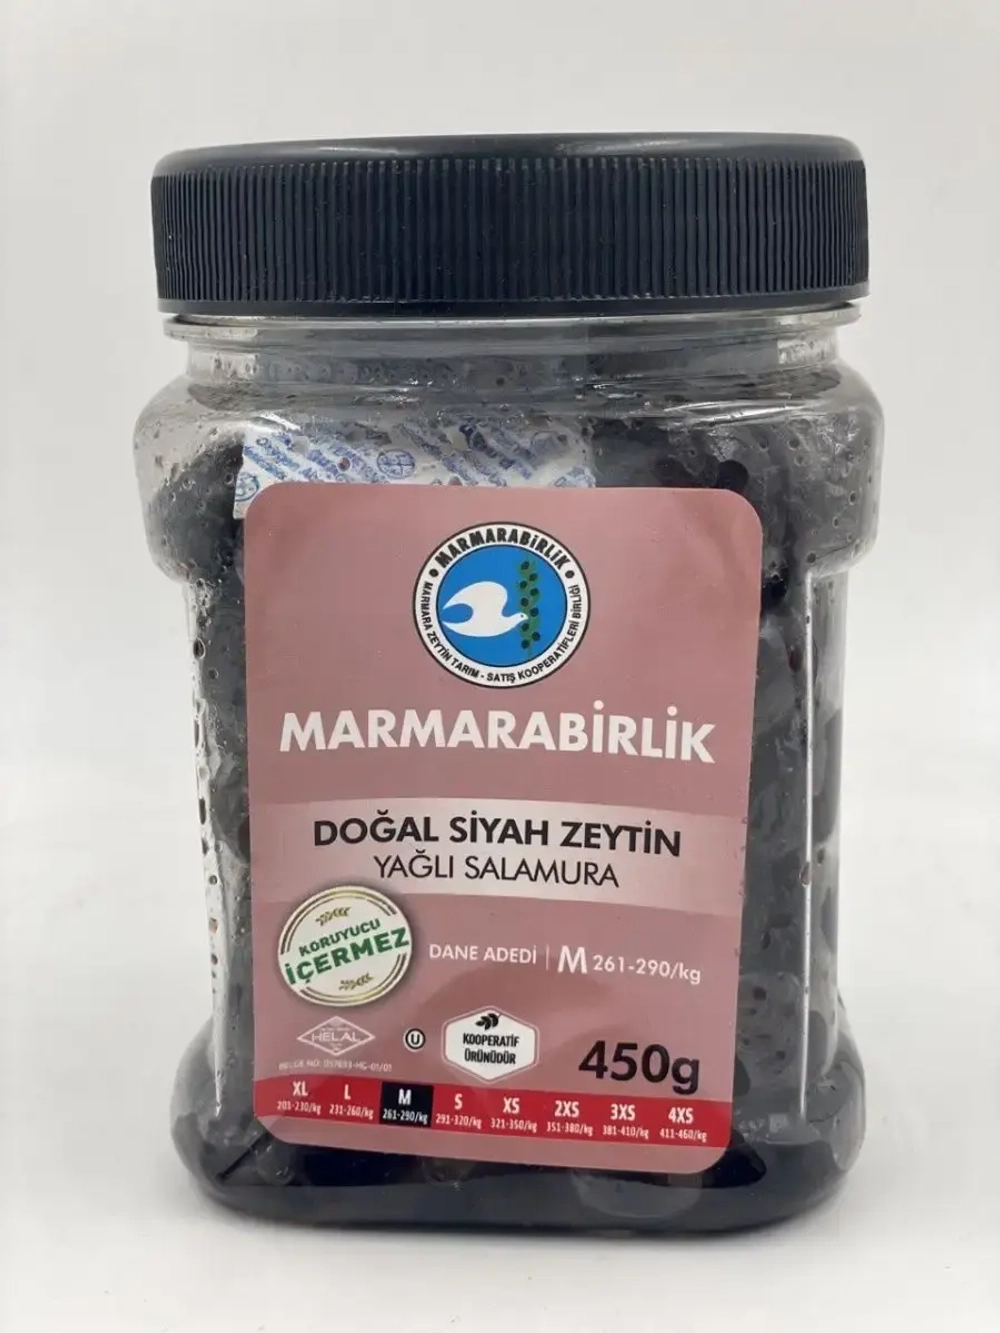 MARMARABİRLİK
MARMARA ZEYTİN TARIM - SATIŞ KOOPERATİFLERİ BİRLİĞİ
MARMARABİRLİK
DOĞAL SİYAH ZEYTİN
YAĞLI SALAMURA
KORUYUCU
İÇERMEZ
DANE ADEDİ | M 261-290/kg
HELAL
U
KOOPERATİF
ÜRÜNÜDÜR
450g
XL L M S XS 2XS 3XS 4XS
201-230/kg 231-260/kg 261-290/kg 291-320/kg 321-350/kg 351-380/kg 381-410/kg 411-460/kg